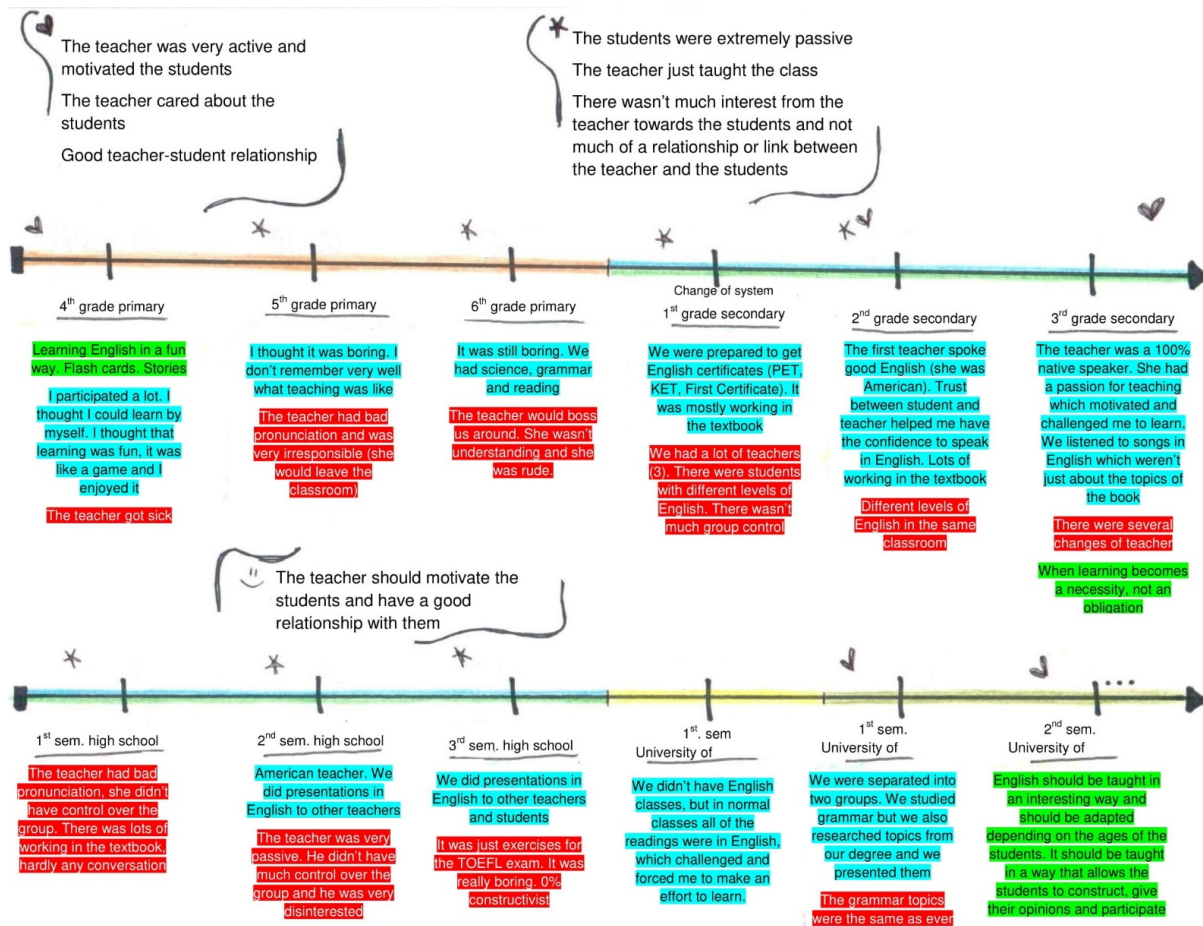 The teacher was very active and
motivated the students
The teacher cared about the
students
Good teacher-student relationship
The students were extremely passive
The teacher just taught the class
There wasn't much interest from the
teacher towards the students and not
much of a relationship or link between
the teacher and the students
4th grade primary
Learning English in a fun
way. Flash cards. Stories
I participated a lot. I
thought I could learn by
myself. I thought that
learning was fun, it was
like a game and I
enjoyed it
The teacher got sick
5th grade primary
I thought it was boring. I
don't remember very well
what teaching was like
The teacher had bad
pronunciation and was
very irresponsible (she
would leave the
classroom)
6th grade primary
It was still boring. We
had science, grammar
and reading
The teacher would boss
us around. She wasn't
understanding and she
was rude.
Change of system
1st grade secondary
We were prepared to get
English certificates (PET,
KET, First Certificate). It
was mostly working in
the textbook
We had a lot of teachers
(3). There were students
with different levels of
English. There wasn't
much group control
2nd grade secondary
The first teacher spoke
good English (she was
American). Trust
between student and
teacher helped me have
the confidence to speak
in English. Lots of
working in the textbook
Different levels of
English in the same
classroom
3rd grade secondary
The teacher was a 100%
native speaker. She had
a passion for teaching
which motivated and
challenged me to learn.
We listened to songs in
English which weren't
just about the topics of
the book
There were several
changes of teacher
When learning becomes
a necessity, not an
obligation
The teacher should motivate the
students and have a good
relationship with them
1st sem. high school
The teacher had bad
pronunciation, she didn't
have control over the
group. There was lots of
working in the textbook,
hardly any conversation
2nd sem. high school
American teacher. We
did presentations in
English to other teachers
The teacher was very
passive. He didn't have
much control over the
group and he was very
disinterested
3rd sem. high school
We did presentations in
English to other teachers
and students
It was just exercises for
the TOEFL exam. It was
really boring. 0%
constructivist
1st. sem
University of
We didn't have English
classes, but in normal
classes all of the
readings were in English,
which challenged and
forced me to make an
effort to learn.
1st sem.
University of
We were separated into
two groups. We studied
grammar but we also
researched topics from
our degree and we
presented them
The grammar topics
were the same as ever
2nd sem.
University of
English should be taught in
an interesting way and
should be adapted
depending on the ages of the
students. It should be taught
in a way that allows the
students to construct, give
their opinions and participate